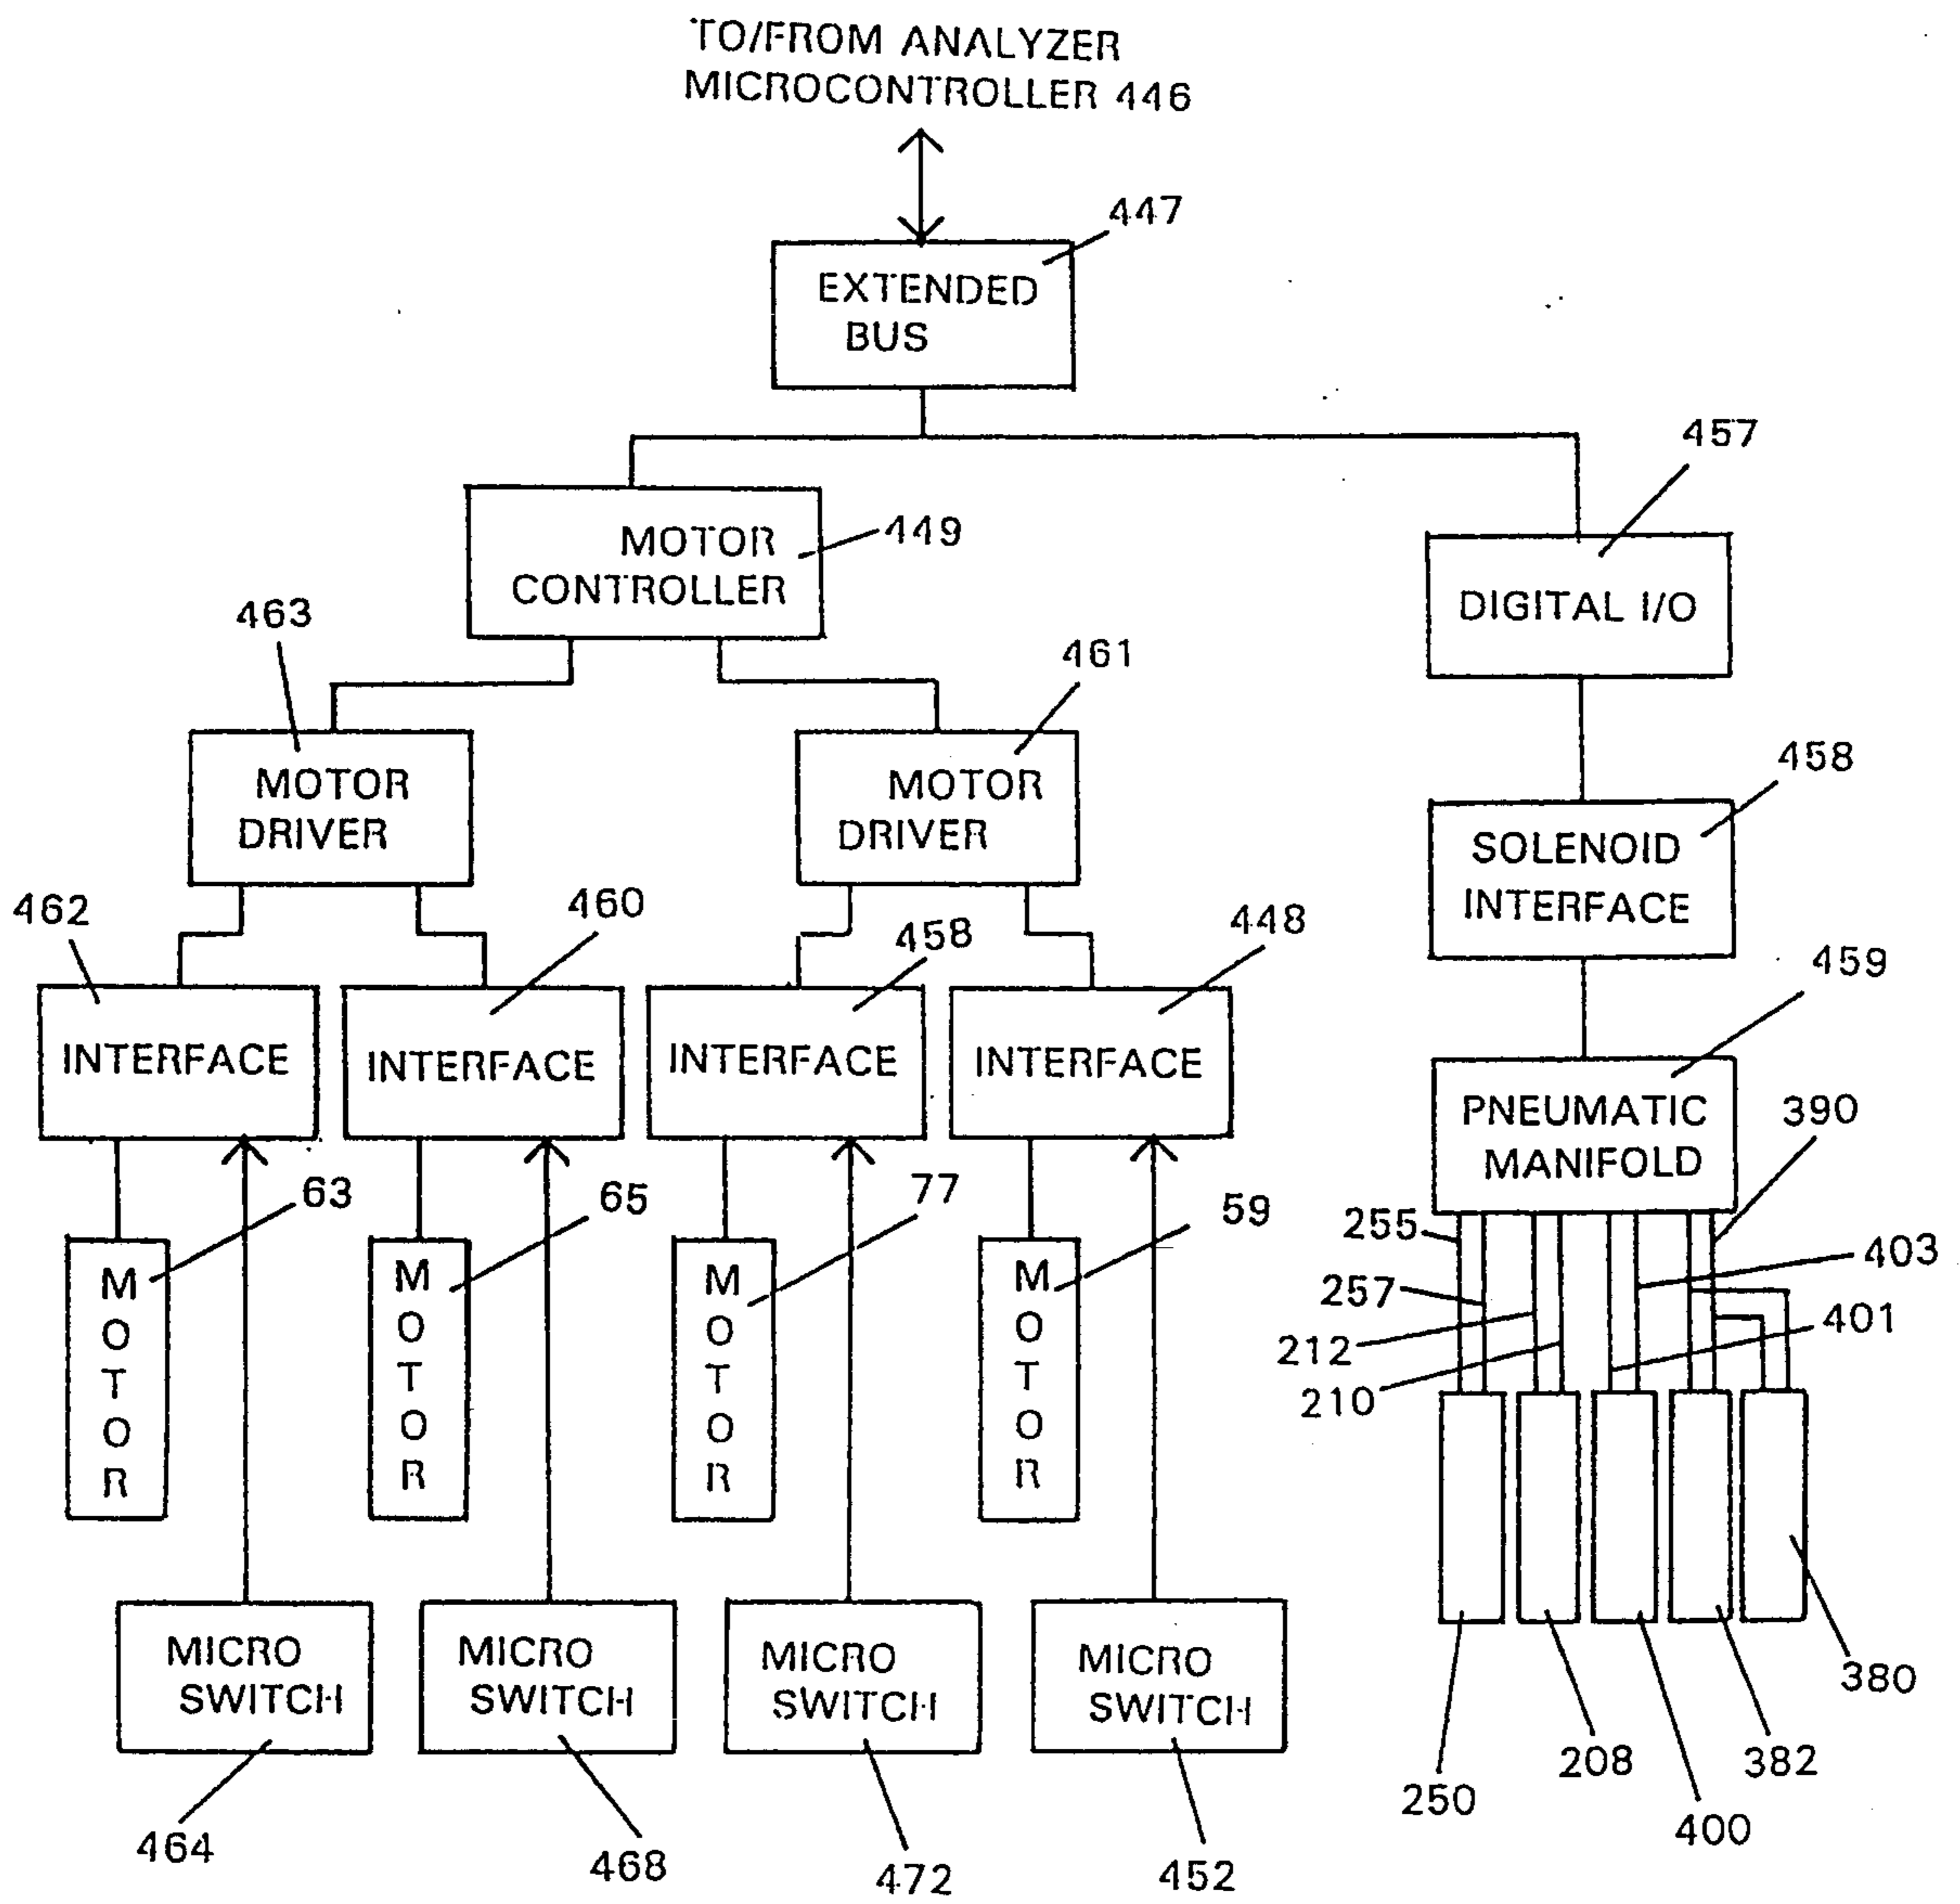 TO/FROM ANALYZER
MICROCONTROLLER 446
447
EXTENDED
BUS
457
449
MOTOR
CONTROLLER
DIGITAL I/O
463
461
MOTOR
DRIVER
MOTOR
DRIVER
458
SOLENOID
INTERFACE
462
460
458
448
459
INTERFACE
INTERFACE
INTERFACE
INTERFACE
PNEUMATIC
MANIFOLD
390
63
65
77
59
255
403
257
401
212
210
MOTOR
MOTOR
MOTOR
MOTOR
MICRO
SWITCH
MICRO
SWITCH
MICRO
SWITCH
MICRO
SWITCH
380
208
382
250
400
464
468
472
452